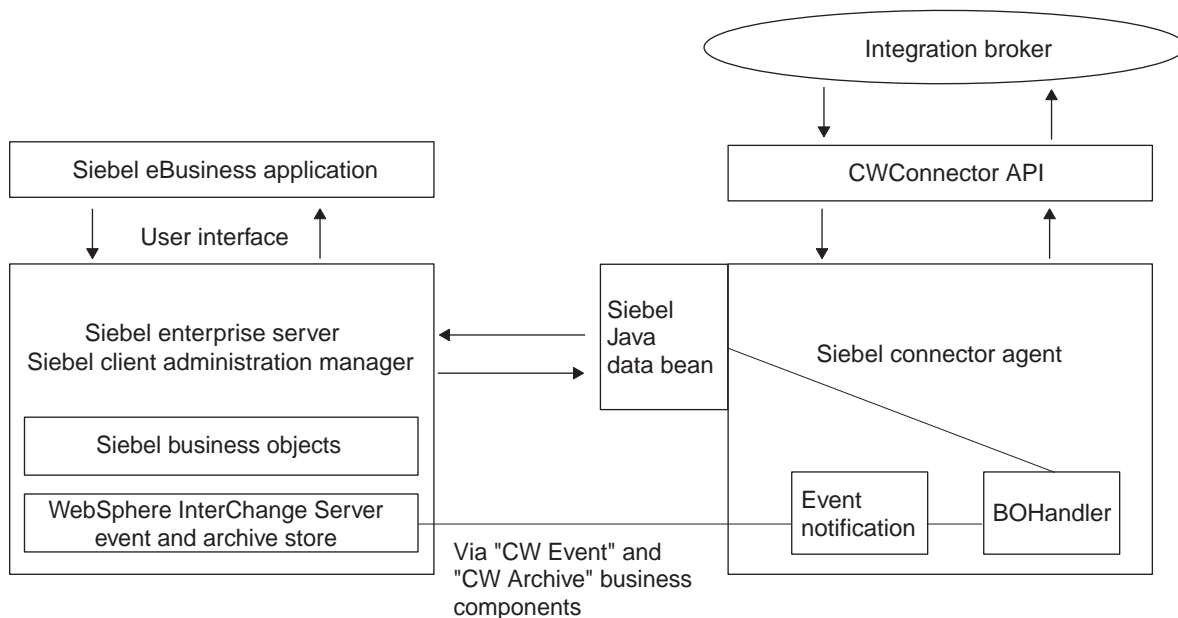 Integration broker
Siebel eBusiness application
CWConnector API
User interface
Siebel enterprise server
Siebel client administration manager
Siebel
Java
data bean
Siebel connector agent
Siebel business objects
WebSphere InterChange Server
event and archive store
Event
notification
BOHandler
Via "CW Event" and
"CW Archive" business
components